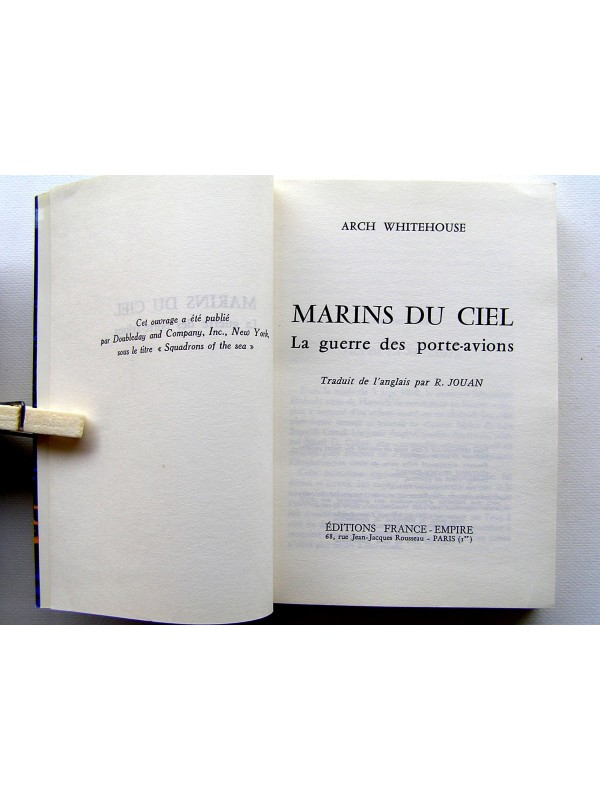 Cet ouvrage a été publié
par Doubleday and Company, Inc., New York,
sous le titre « Squadrons of the sea »
ARCH WHITEHOUSE
MARINS DU CIEL
La guerre des porte-avions
Traduit de l'anglais par R. JOUAN
ÉDITIONS FRANCE-EMPIRE
68, rue Jean-Jacques Rousseau - PARIS (1er)